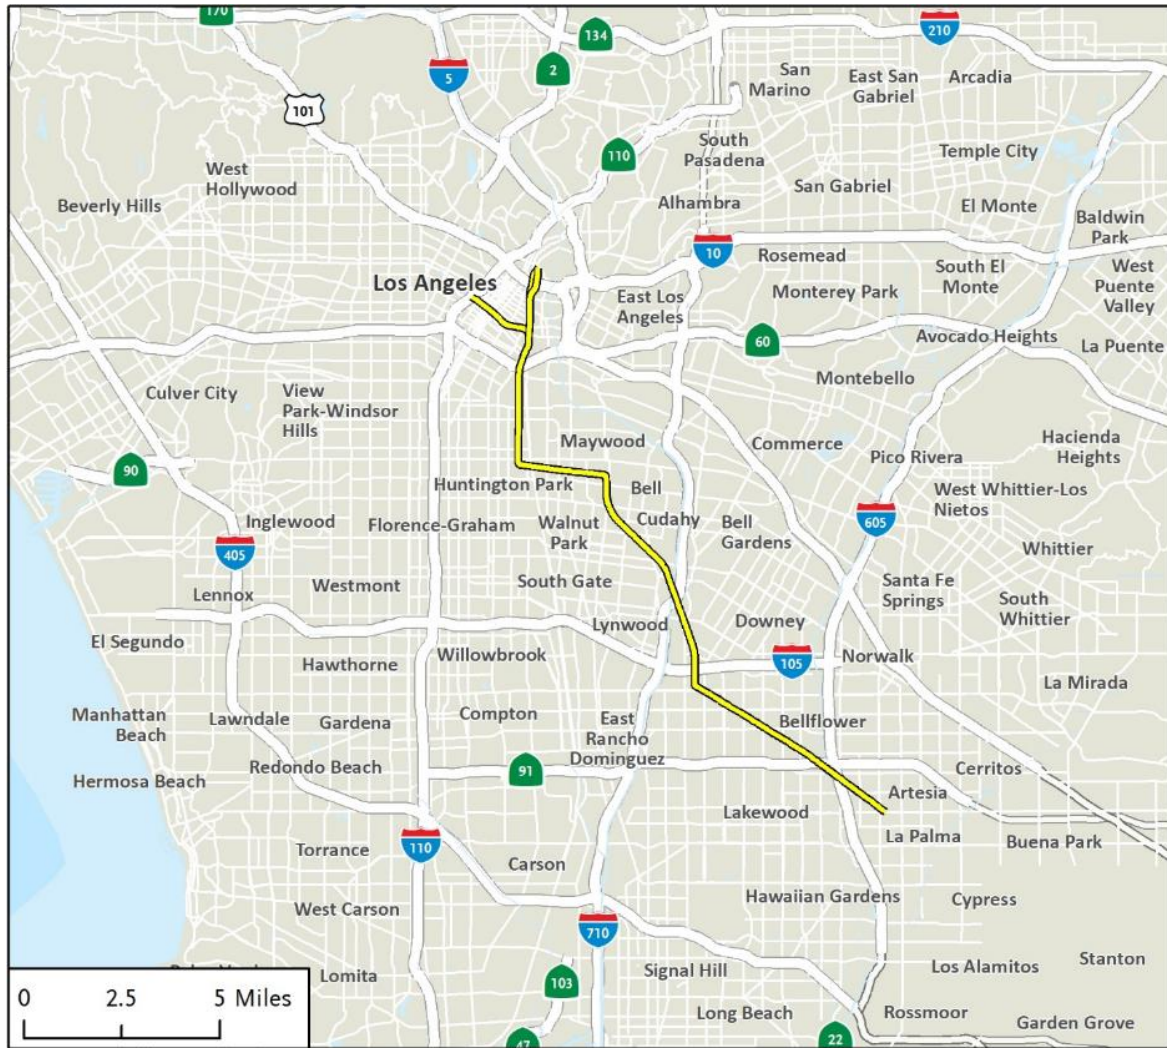 170
134
210
5
2
San
Marino
East San
Gabriel
Arcadia
101
110
South
Pasadena
Temple City
West
Hollywood
San Gabriel
Beverly Hills
Alhambra
El Monte
Baldwin
Park
10
Rosemead
South El
Monte
West
Puente
Valley
Los Angeles
East Los
Angeles
Monterey Park
60
Avocado Heights
La Puente
Culver City
View
Park-Windsor
Hills
Montebello
Maywood
Commerce
Hacienda
Heights
90
Pico Rivera
Huntington Park
Bell
West Whittier-Los
Nietos
Inglewood
Florence-Graham
Walnut
Park
Cudahy
Bell
Gardens
605
405
Whittier
Westmont
South Gate
Santa Fe
Springs
Lennox
South
Whittier
Lynwood
Downey
El Segundo
Hawthorne
Willowbrook
105
Norwalk
La Mirada
Manhattan
Beach
Lawndale
Gardena
Compton
East
Rancho
Dominguez
Bellflower
Hermosa Beach
Redondo Beach
91
Cerritos
Artesia
Lakewood
La Palma
Buena Park
110
Torrance
Carson
Hawaiian Gardens
Cypress
West Carson
710
Lomita
103
Signal Hill
Los Alamitos
Stanton
Long Beach
Rossmoor
Garden Grove
47
22
0 2.5 5 Miles